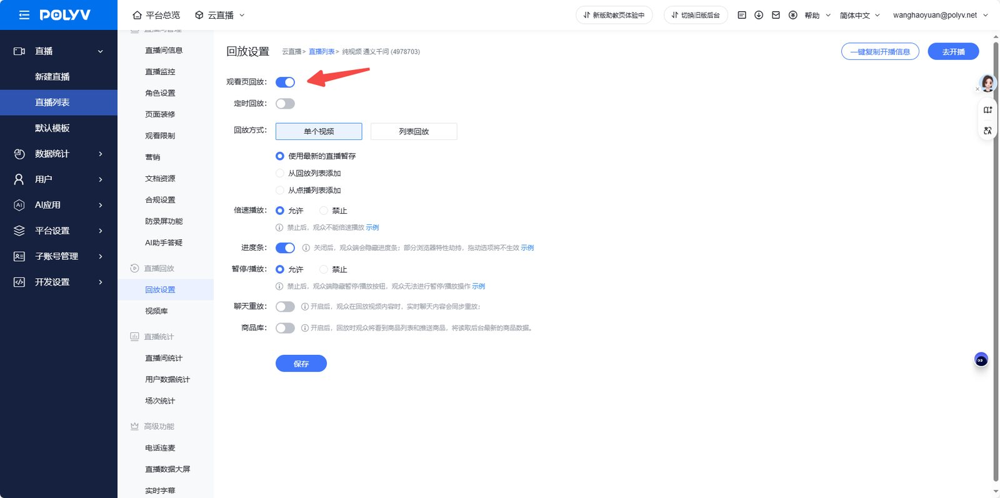 POLYV
平台总览
云直播
新版助教页体验中
切换旧版后台
帮助
简体中文
wanghaoyuan@polyv.net
直播
新建直播
直播列表
默认模板
数据统计
用户
AI应用
平台设置
子账号管理
开发设置
直播间管理
直播间信息
直播监控
角色设置
页面装修
观看限制
营销
文档资源
合规设置
防录屏功能
AI助手答疑
直播回放
回放设置
视频库
直播统计
直播间统计
用户数据统计
场次统计
高级功能
电话连麦
直播数据大屏
实时字幕
回放设置
云直播> 直播列表> 纯视频 通义千问 (4978703)
一键复制开播信息
去开播
观看页回放：
定时回放：
回放方式：
单个视频
列表回放
使用最新的直播暂存
从回放列表添加
从点播列表添加
倍速播放： 允许 禁止
禁止后，观众不能倍速播放 示例
进度条： 关闭后，观众端会隐藏进度条；部分浏览器特性劫持，拖动选项将不生效 示例
暂停/播放： 允许 禁止
禁止后，观众端隐藏暂停/播放按钮，观众无法进行暂停/播放操作 示例
聊天重放： 开启后，观众在回放视频内容时，实时聊天内容会同步重放；
商品库： 开启后，回放时观众将看到商品列表和推送商品，将读取后台最新的商品数据。
保存